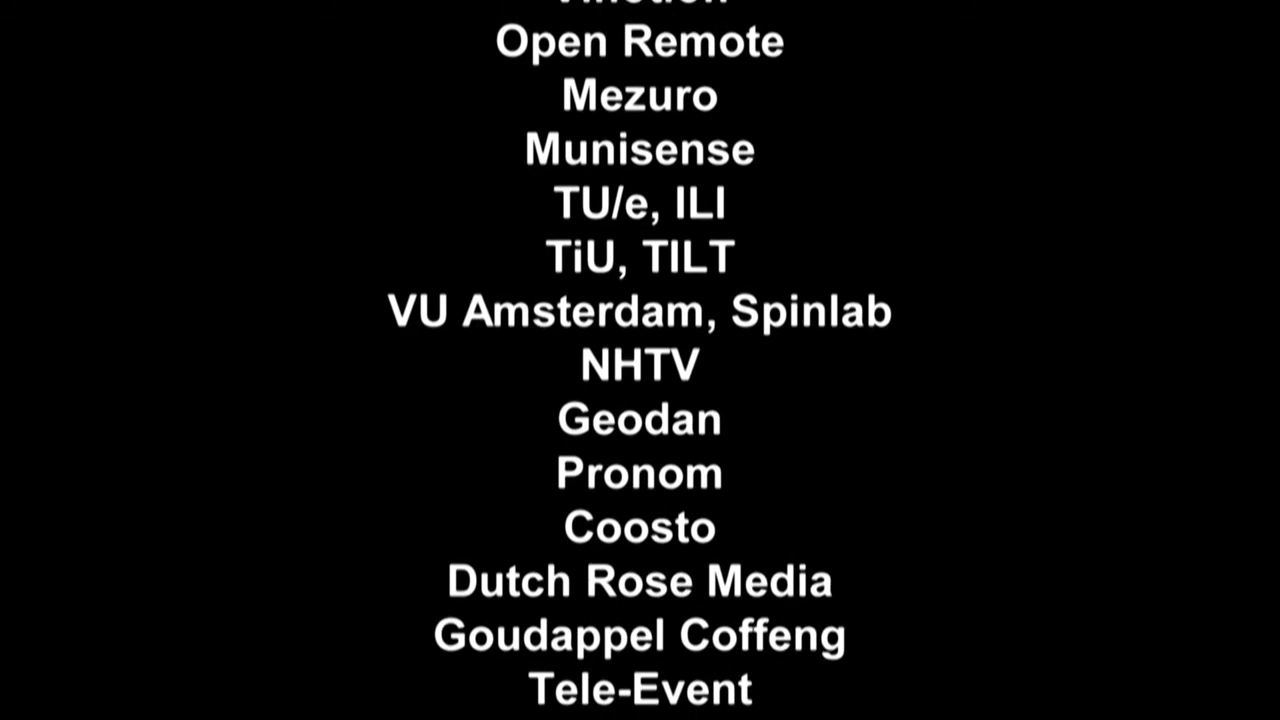 Open Remote
Mezuro
Munisense
TU/e, ILI
TiU, TILT
VU Amsterdam, Spinlab
NHTV
Geodan
Pronom
Coosto
Dutch Rose Media
Goudappel Coffeng
Tele-Event